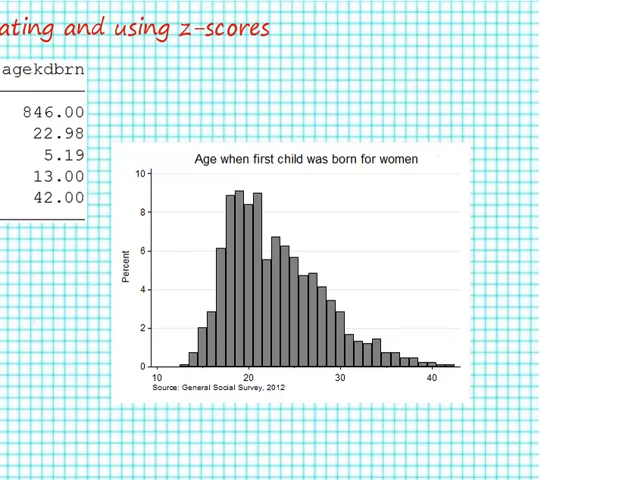 ating and using z-scores
agekdbrn
846.00
22.98
5.19
13.00
42.00
Age when first child was born for women
10
8
6
4
2
0
Percent
10 20 30 40
Source: General Social Survey, 2012